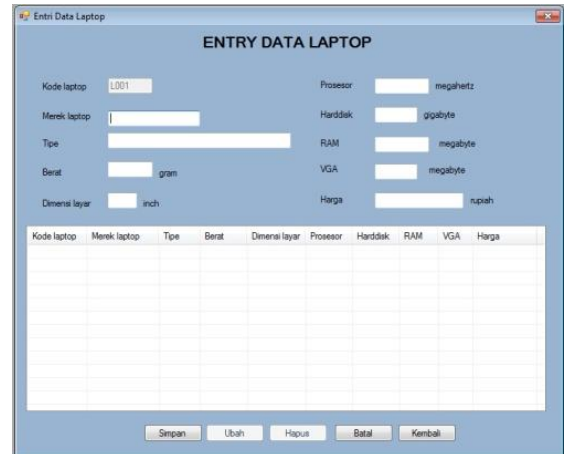 Entri Data Laptop
ENTRY DATA LAPTOP
Kode laptop L001 Prosesor megahertz
Merek laptop Harddisk gigabyte
Tipe RAM megabyte
Berat gram VGA megabyte
Dimensi layar inch Harga rupiah
Kode laptop Merek laptop Tipe Berat Dimensi layar Prosesor Harddisk RAM VGA Harga
Simpan Ubah Hapus Batal Kembali